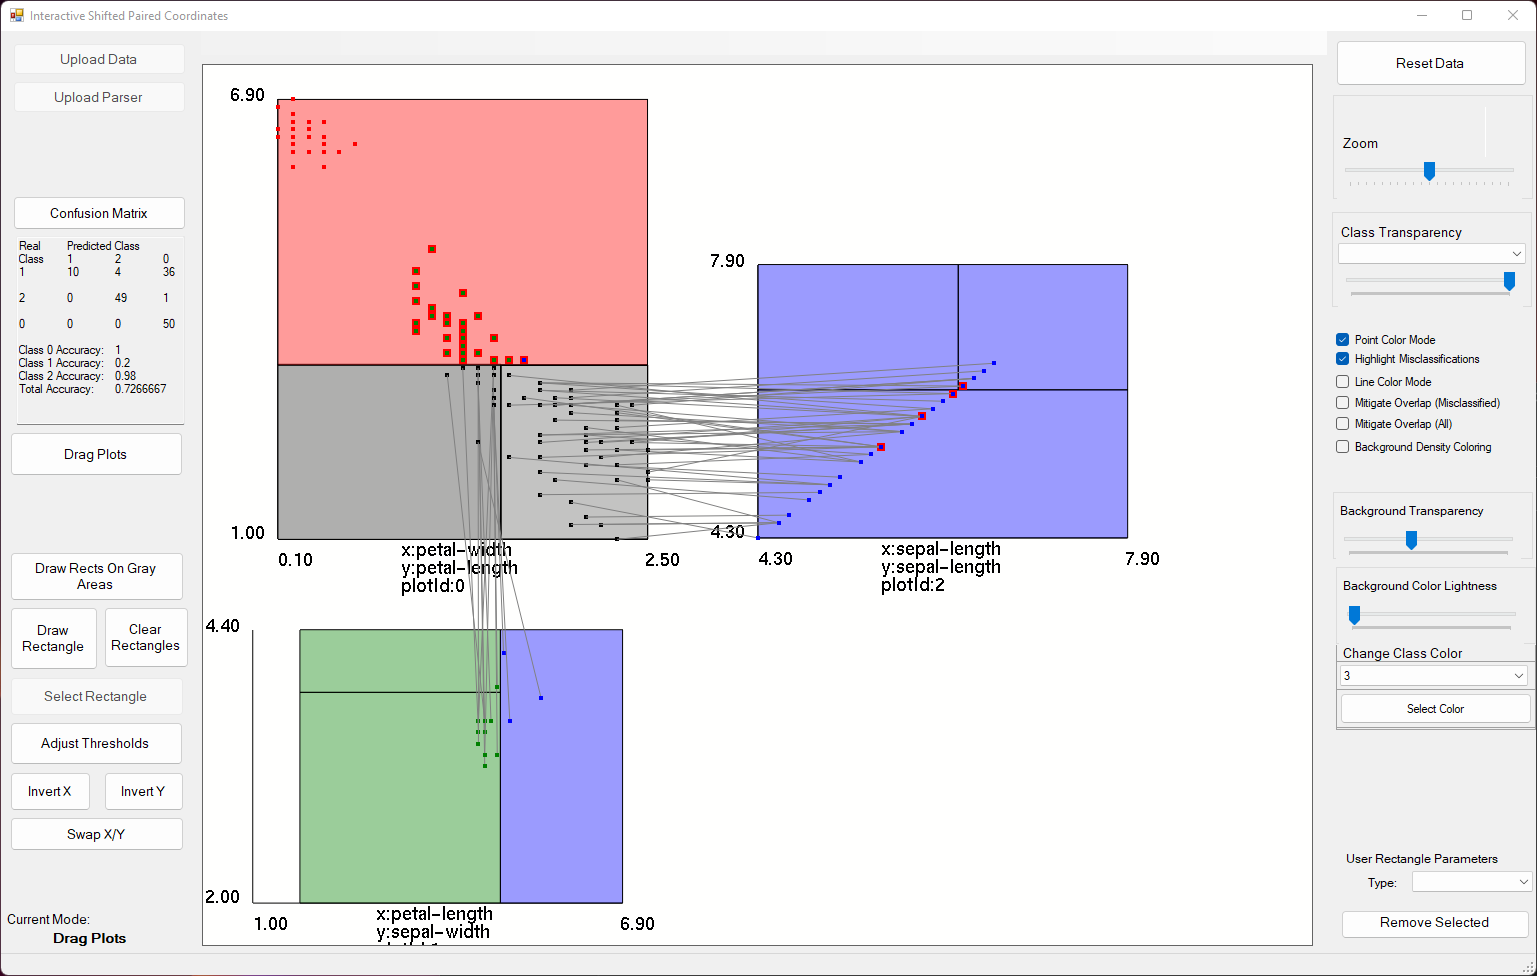 Interactive Shifted Paired Coordinates
Upload Data
Upload Parser
Confusion Matrix
Real Predicted Class
Class 1 2 0
1 10 4 36
2 0 49 1
0 0 0 50
Class 0 Accuracy: 1
Class 1 Accuracy: 0.2
Class 2 Accuracy: 0.98
Total Accuracy: 0.7266667
Drag Plots
Draw Rects On Gray
Areas
Draw
Rectangle
Clear
Rectangles
Select Rectangle
Adjust Thresholds
Invert X
Invert Y
Swap X/Y
Current Mode:
Drag Plots
6.90
1.00
0.10
2.50
x:petal-width
y:petal-length
plotId:0
7.90
4.30
4.30
7.90
x:sepal-length
y:sepal-length
plotId:2
4.40
2.00
1.00
6.90
x:petal-length
y:sepal-width
Reset Data
Zoom
Class Transparency
Point Color Mode
Highlight Misclassifications
Line Color Mode
Mitigate Overlap (Misclassified)
Mitigate Overlap (All)
Background Density Coloring
Background Transparency
Background Color Lightness
Change Class Color
3
Select Color
User Rectangle Parameters
Type:
Remove Selected